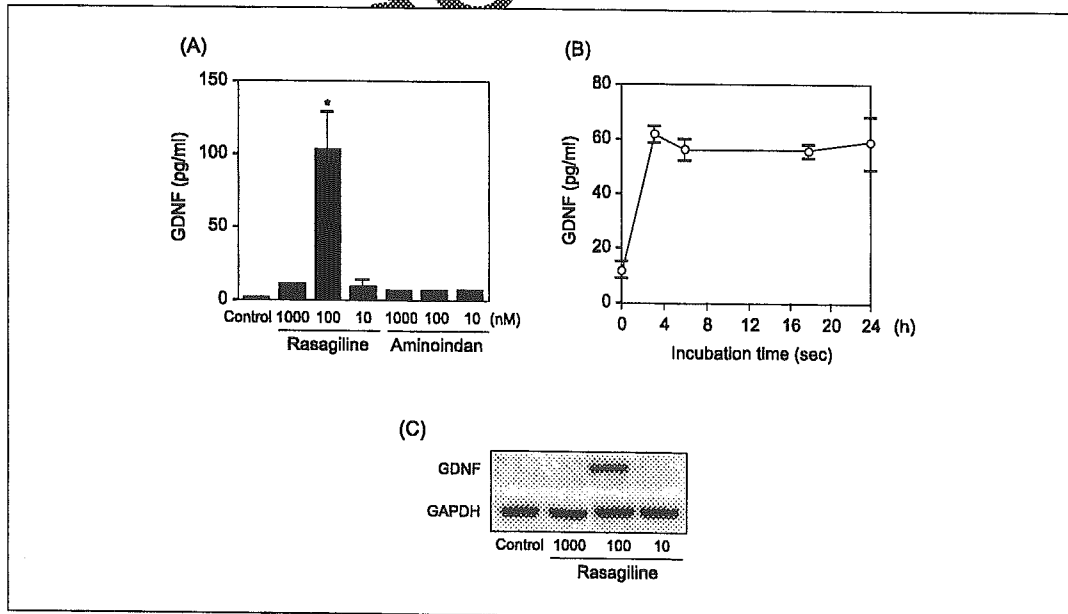 (A)
150
100
50
0
GDNF (pg/ml)
*
Control 1000 100 10 1000 100 10 (nM)
Rasagiline Aminoindan
(B)
80
60
40
20
0
GDNF (pg/ml)
0 4 8 12 16 20 24 (h)
Incubation time (sec)
(C)
GDNF
GAPDH
Control 1000 100 10
Rasagiline